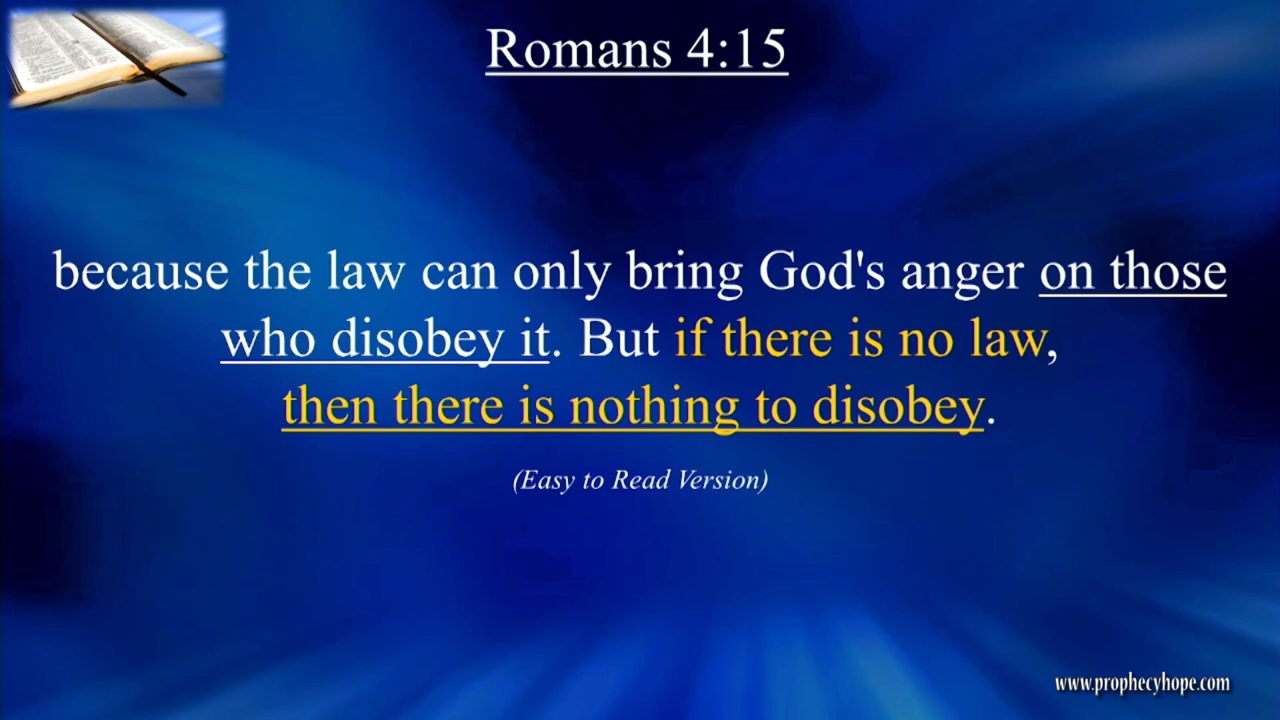 Romans 4:15
because the law can only bring God's anger on those
who disobey it. But if there is no law,
then there is nothing to disobey.
(Easy to Read Version)
www.prophecyhope.com